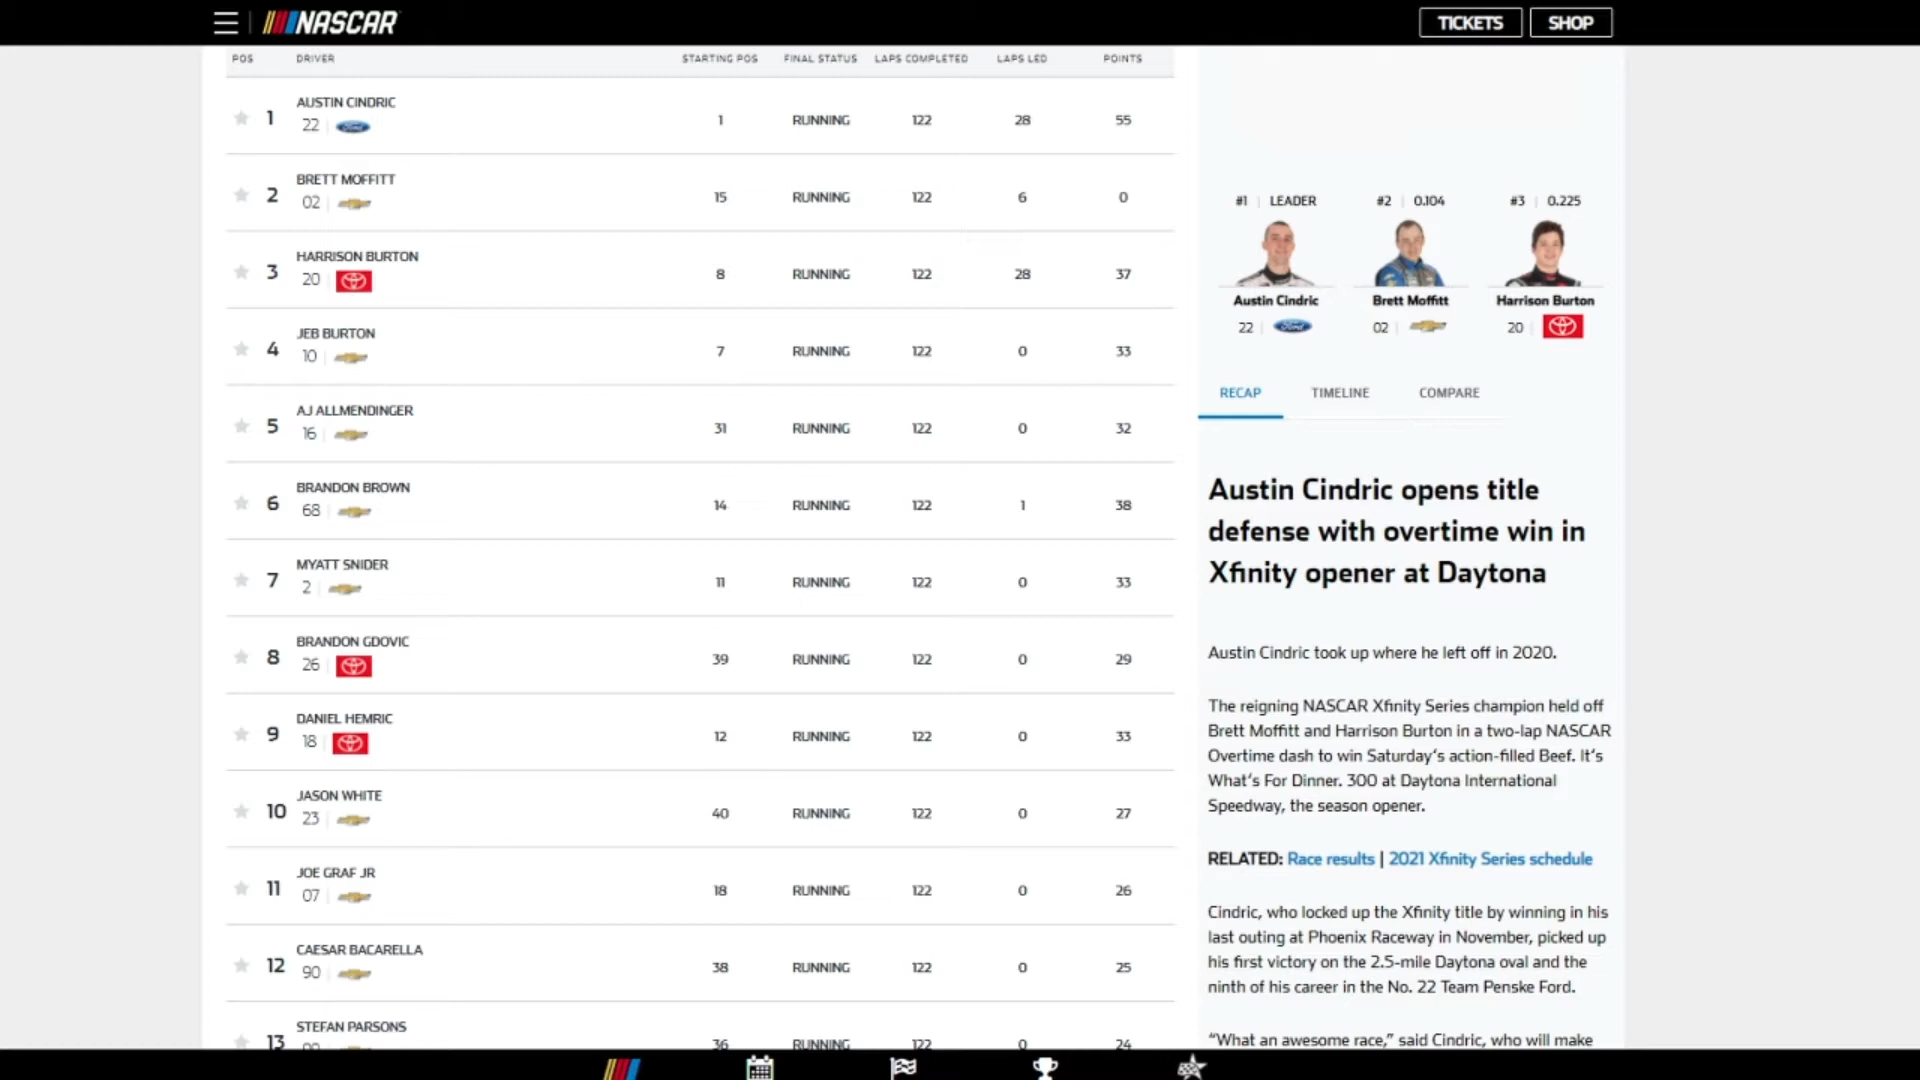 NASCAR
TICKETS
SHOP
POS DRIVER STARTING POS FINAL STATUS LAPS COMPLETED LAPS LED POINTS
1 AUSTIN CINDRIC
22 Ford
1 RUNNING 122 28 55
2 BRETT MOFFITT
02
15 RUNNING 122 6 0
3 HARRISON BURTON
20
8 RUNNING 122 28 37
4 JEB BURTON
10
7 RUNNING 122 0 33
5 AJ ALLMENDINGER
16
31 RUNNING 122 0 32
6 BRANDON BROWN
68
14 RUNNING 122 1 38
7 MYATT SNIDER
2
11 RUNNING 122 0 33
8 BRANDON GDOVIC
26
39 RUNNING 122 0 29
9 DANIEL HEMRIC
18
12 RUNNING 122 0 33
10 JASON WHITE
23
40 RUNNING 122 0 27
11 JOE GRAF JR
07
18 RUNNING 122 0 26
12 CAESAR BACARELLA
90
38 RUNNING 122 0 25
13 STEFAN PARSONS
36 RUNNING 122 0 24
#1 | LEADER #2 | 0.104 #3 | 0.225
Austin Cindric Brett Moffitt Harrison Burton
22 Ford 02 20
RECAP TIMELINE COMPARE
Austin Cindric opens title
defense with overtime win in
Xfinity opener at Daytona
Austin Cindric took up where he left off in 2020.
The reigning NASCAR Xfinity Series champion held off
Brett Moffitt and Harrison Burton in a two-lap NASCAR
Overtime dash to win Saturday's action-filled Beef. It's
What's For Dinner. 300 at Daytona International
Speedway, the season opener.
RELATED: Race results | 2021 Xfinity Series schedule
Cindric, who locked up the Xfinity title by winning in his
last outing at Phoenix Raceway in November, picked up
his first victory on the 2.5-mile Daytona oval and the
ninth of his career in the No. 22 Team Penske Ford.
“What an awesome race,” said Cindric, who will make